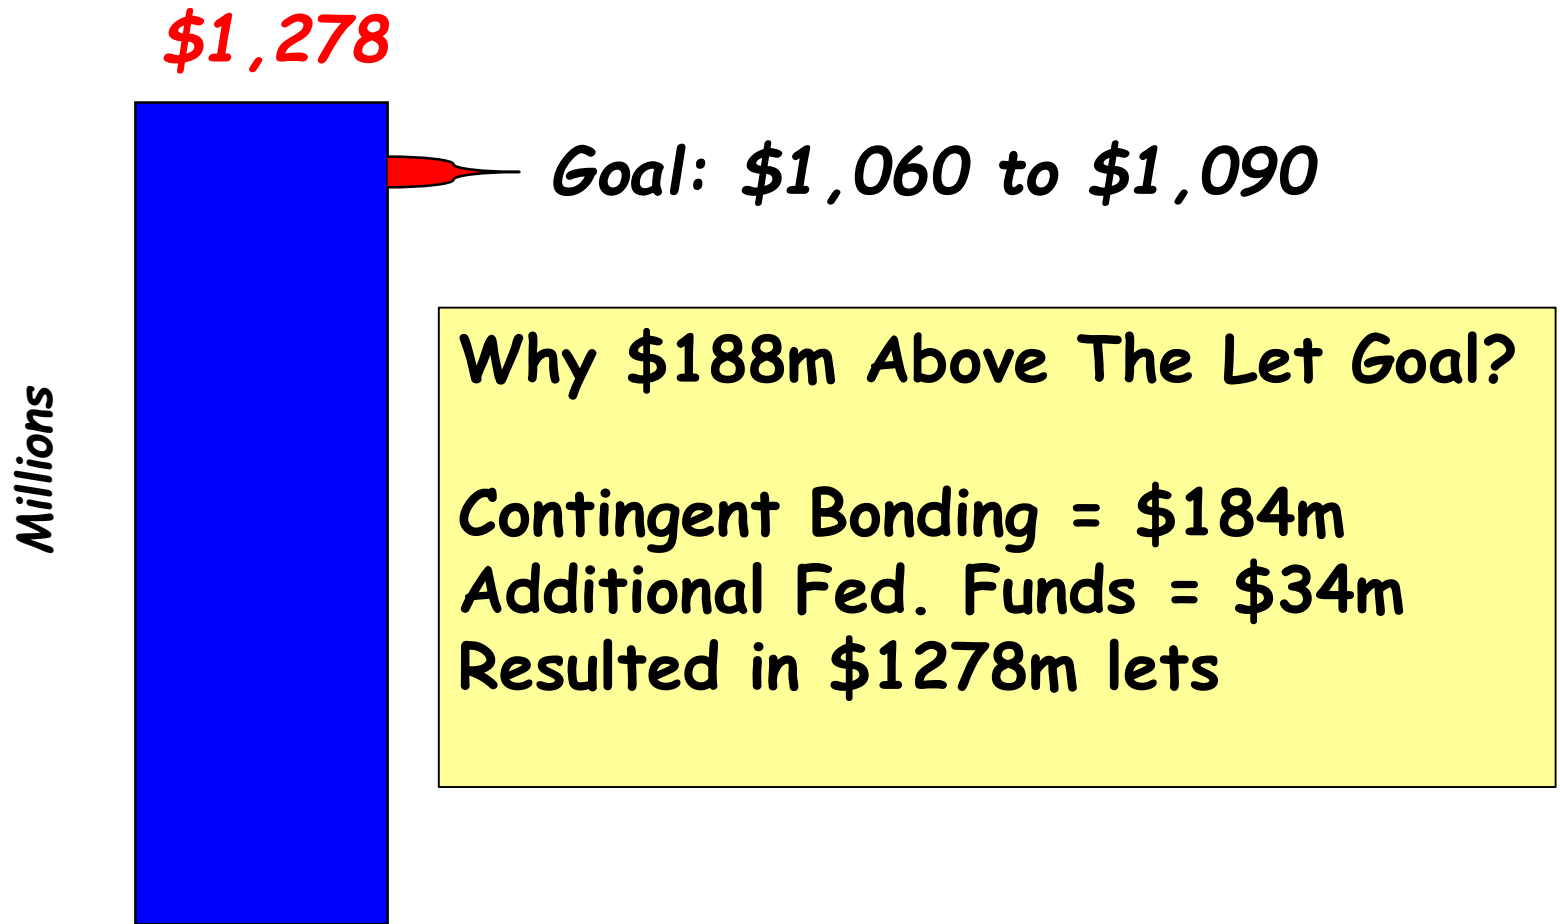 $1,278
Goal: $1,060 to $1,090
Millions
Why $188m Above The Let Goal?
Contingent Bonding = $184m
Additional Fed. Funds = $34m
Resulted in $1278m lets